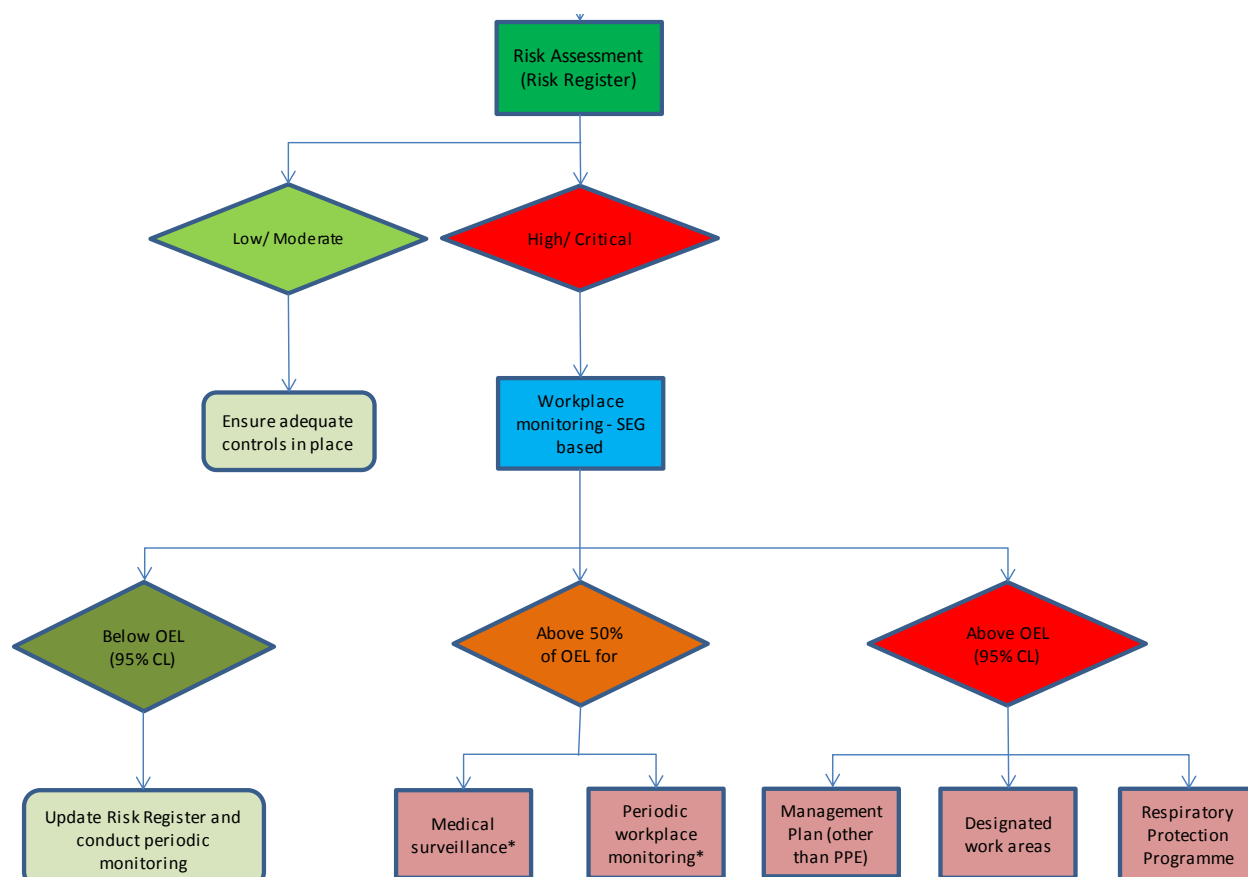 Risk Assessment
(Risk Register)
Low/ Moderate
High/ Critical
Ensure adequate
controls in place
Workplace
monitoring - SEG
based
Below OEL
(95% CL)
Above 50%
of OEL for
Above OEL
(95% CL)
Update Risk Register and
conduct periodic
monitoring
Medical
surveillance*
Periodic
workplace
monitoring*
Management
Plan (other
than PPE)
Designated
work areas
Respiratory
Protection
Programme